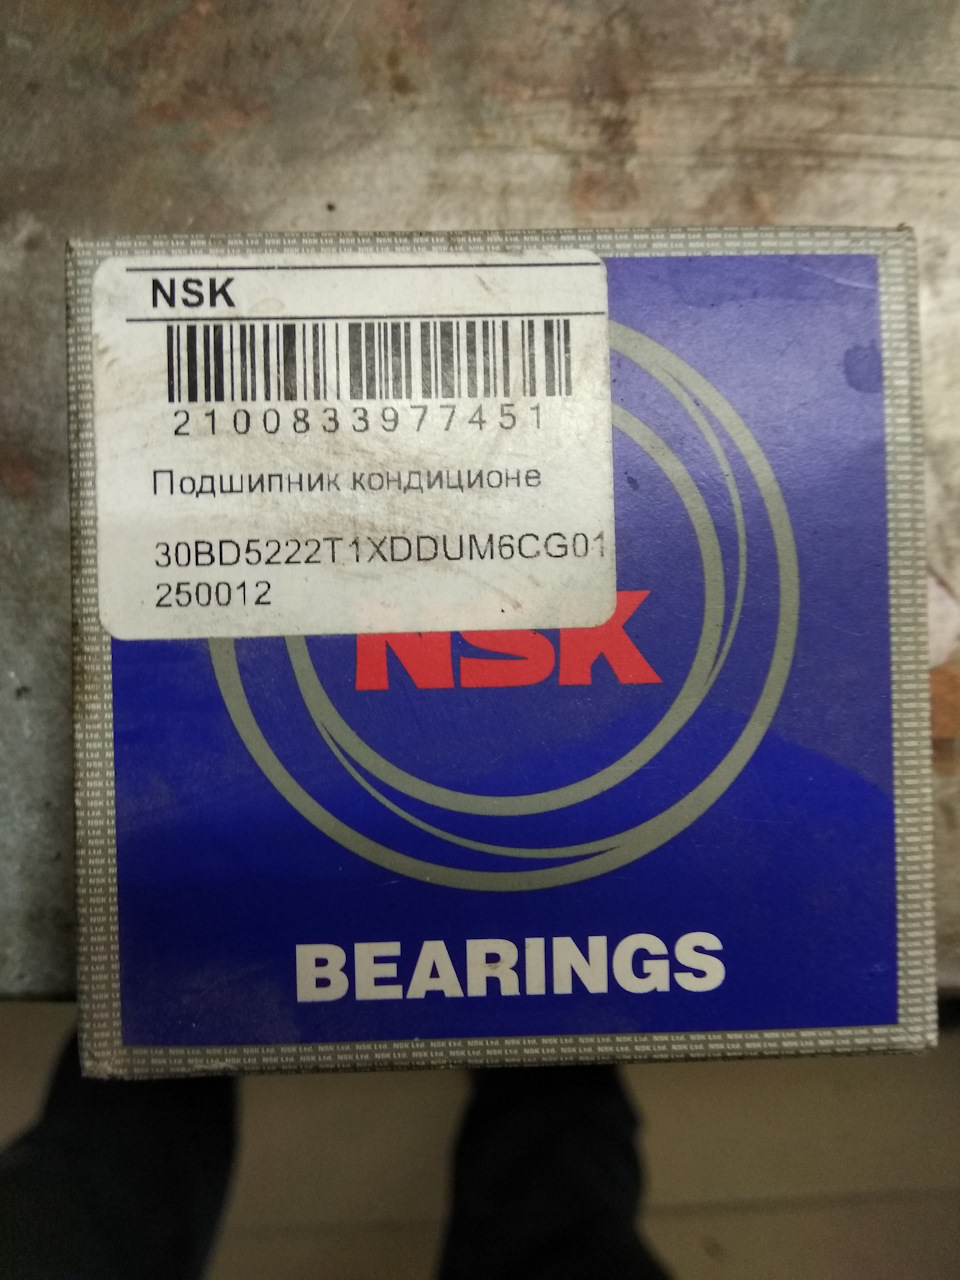 NSK
2100833977451
Подшипник кондиционе
30BD5222T1XDDUM6CG01
250012
NSK
BEARINGS